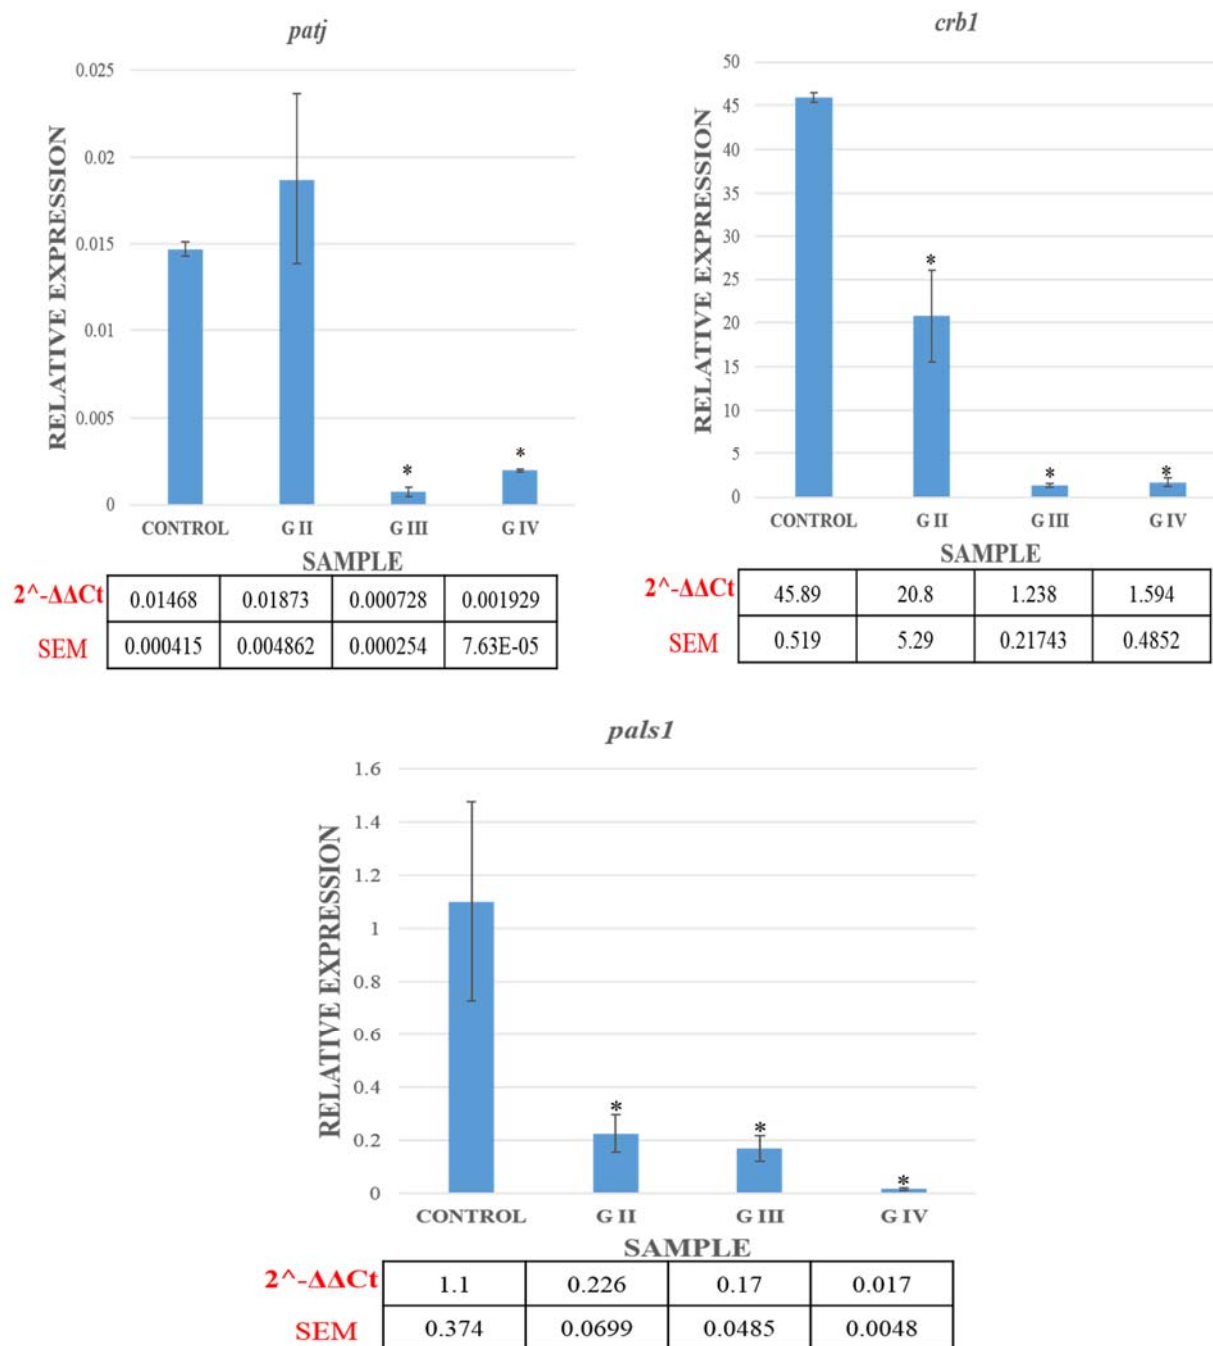 patj
RELATIVE EXPRESSION
0.025
0.02
0.015
0.01
0.005
0
*
*
CONTROL G II G III G IV
SAMPLE
2^-ΔΔCt 0.01468 0.01873 0.000728 0.001929
SEM 0.000415 0.004862 0.000254 7.63E-05
crb1
RELATIVE EXPRESSION
50
45
40
35
30
25
20
15
10
5
0
*
*
*
CONTROL G II G III G IV
SAMPLE
2^-ΔΔCt 45.89 20.8 1.238 1.594
SEM 0.519 5.29 0.21743 0.4852
pals1
RELATIVE EXPRESSION
1.6
1.4
1.2
1
0.8
0.6
0.4
0.2
0
*
*
*
CONTROL G II G III G IV
SAMPLE
2^-ΔΔCt 1.1 0.226 0.17 0.017
SEM 0.374 0.0699 0.0485 0.0048